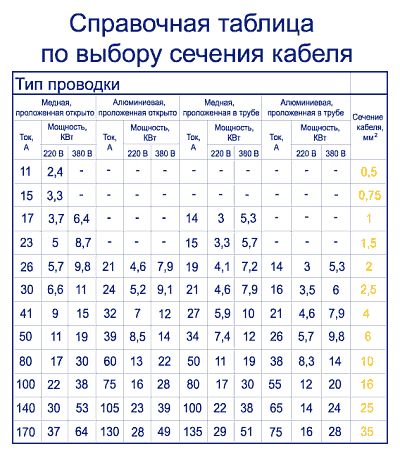 Справочная таблица
по выбору сечения кабеля
Тип проводки
Медная, проложенная открыто Алюминиевая, проложенная открыто Медная, проложенная в трубе Алюминиевая, проложенная в трубе Сечение кабеля, мм²
Ток, А Мощность, КВт Ток, А Мощность, КВт Ток, А Мощность, КВт Ток, А Мощность, КВт
220 В 380 В 220 В 380 В 220 В 380 В 220 В 380 В
11 2,4 - - - - - - - - - - 0,5
15 3,3 - - - - - - - - - - 0,75
17 3,7 6,4 - - - 14 3 5,3 - - - 1
23 5 8,7 - - - 15 3,3 5,7 - - - 1,5
26 5,7 9,8 21 4,6 7,9 19 4,1 7,2 14 3 5,3 2
30 6,6 11 24 5,2 9,1 21 4,6 7,9 16 3,5 6 2,5
41 9 15 32 7 12 27 5,9 10 21 4,6 7,9 4
50 11 19 39 8,5 14 34 7,4 12 26 5,7 9,8 6
80 17 30 60 13 22 50 11 19 38 8,3 14 10
100 22 38 75 16 28 80 17 30 55 12 20 16
140 30 53 105 23 39 100 22 38 65 14 24 25
170 37 64 130 28 49 135 29 51 75 16 28 35